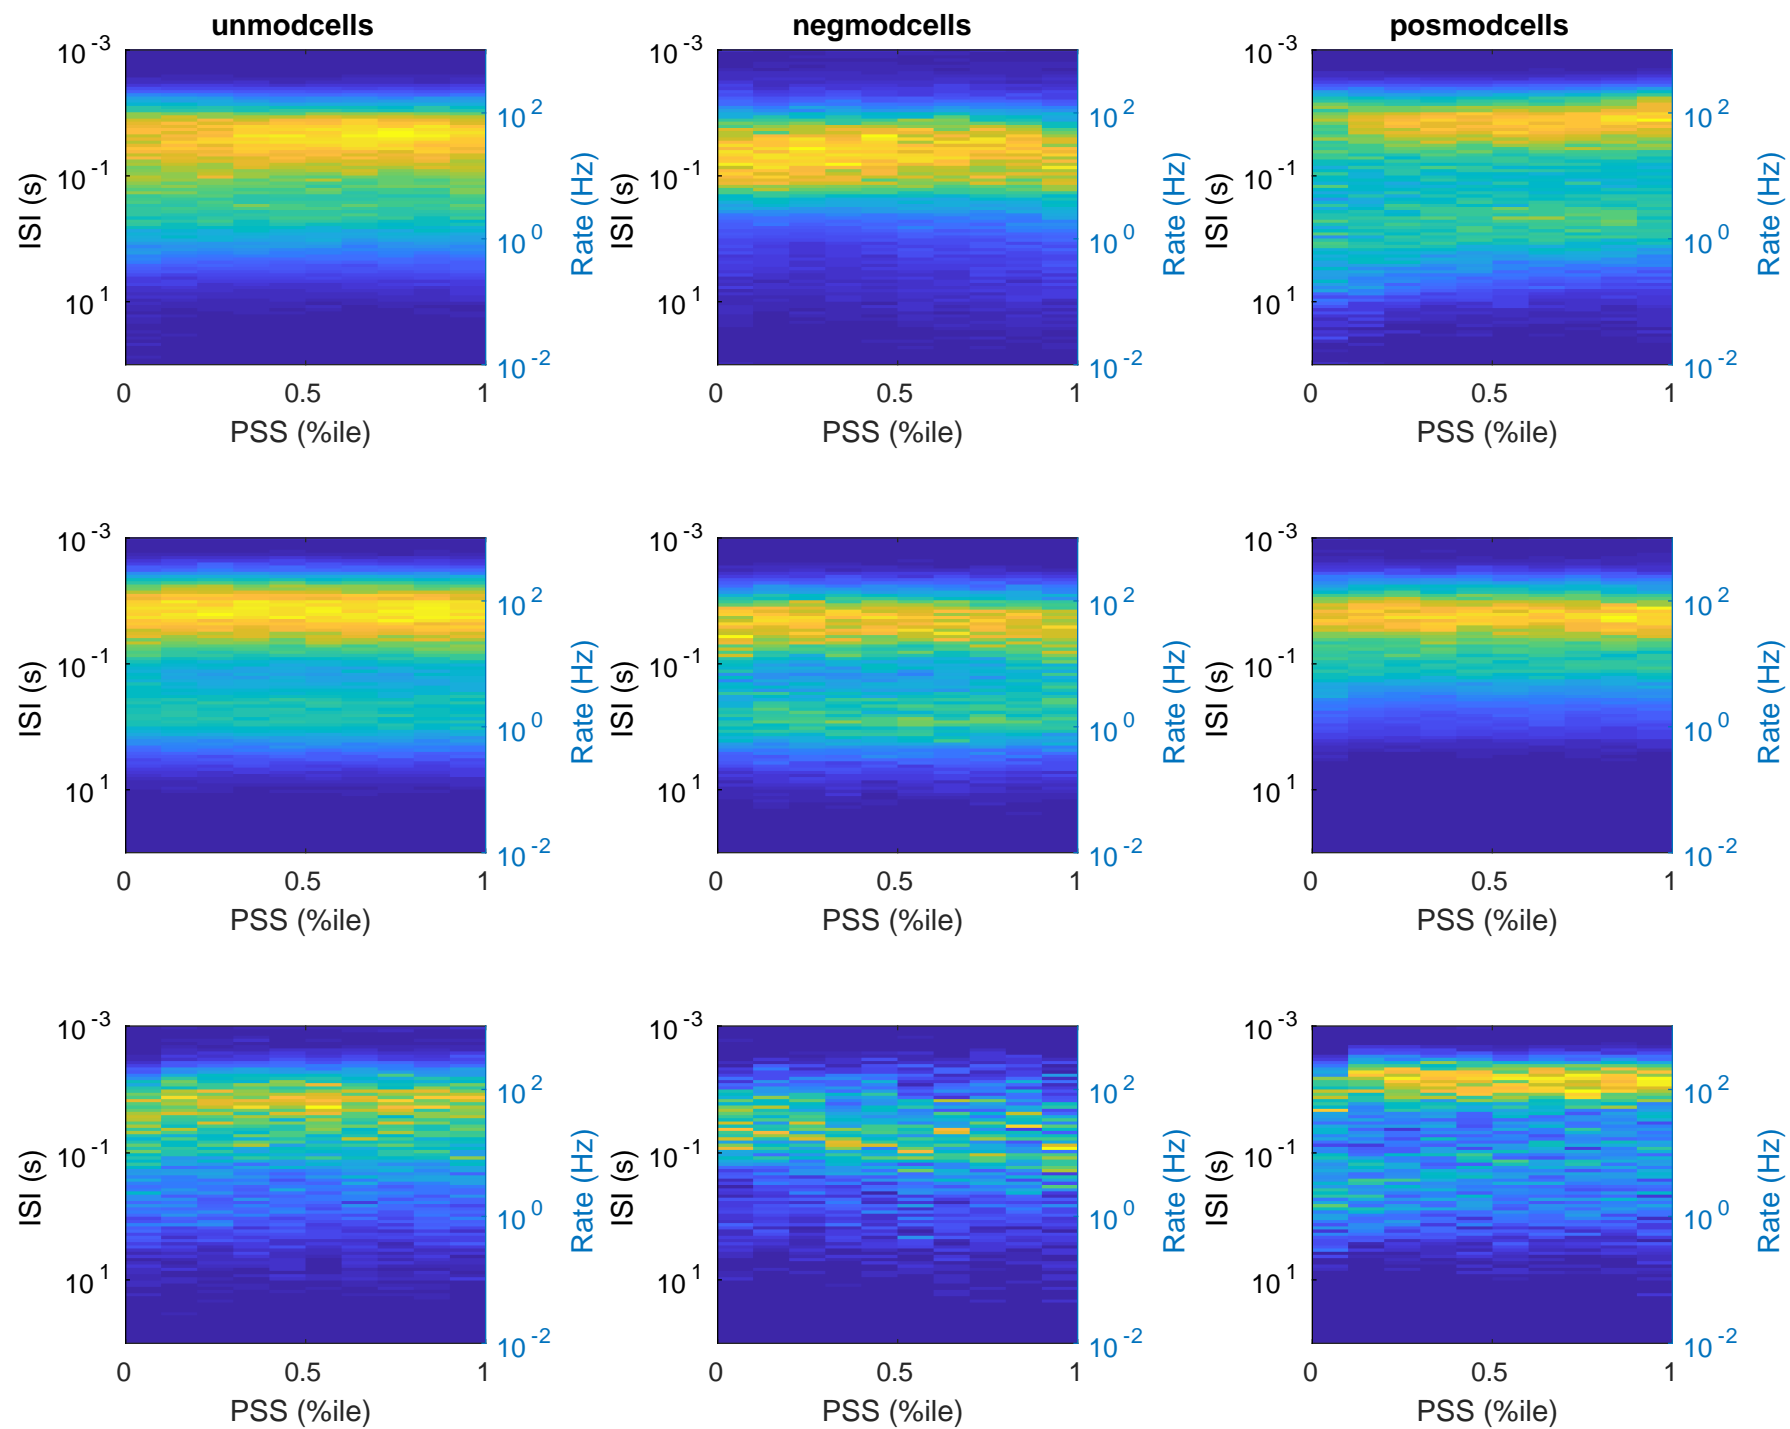 unmodcells negmodcells posmodcells
10^-3 10^-3 10^-3
10^2 10^2 10^2
10^-1 10^-1 10^-1
ISI (s) Rate (Hz) ISI (s) Rate (Hz) ISI (s) Rate (Hz)
10^0 10^0 10^0
10^1 10^1 10^1
10^-2 10^-2 10^-2
0 0.5 1 0 0.5 1 0 0.5 1
PSS (%ile) PSS (%ile) PSS (%ile)
10^-3 10^-3 10^-3
10^2 10^2 10^2
10^-1 10^-1 10^-1
ISI (s) Rate (Hz) ISI (s) Rate (Hz) ISI (s) Rate (Hz)
10^0 10^0 10^0
10^1 10^1 10^1
10^-2 10^-2 10^-2
0 0.5 1 0 0.5 1 0 0.5 1
PSS (%ile) PSS (%ile) PSS (%ile)
10^-3 10^-3 10^-3
10^2 10^2 10^2
10^-1 10^-1 10^-1
ISI (s) Rate (Hz) ISI (s) Rate (Hz) ISI (s) Rate (Hz)
10^0 10^0 10^0
10^1 10^1 10^1
10^-2 10^-2 10^-2
0 0.5 1 0 0.5 1 0 0.5 1
PSS (%ile) PSS (%ile) PSS (%ile)